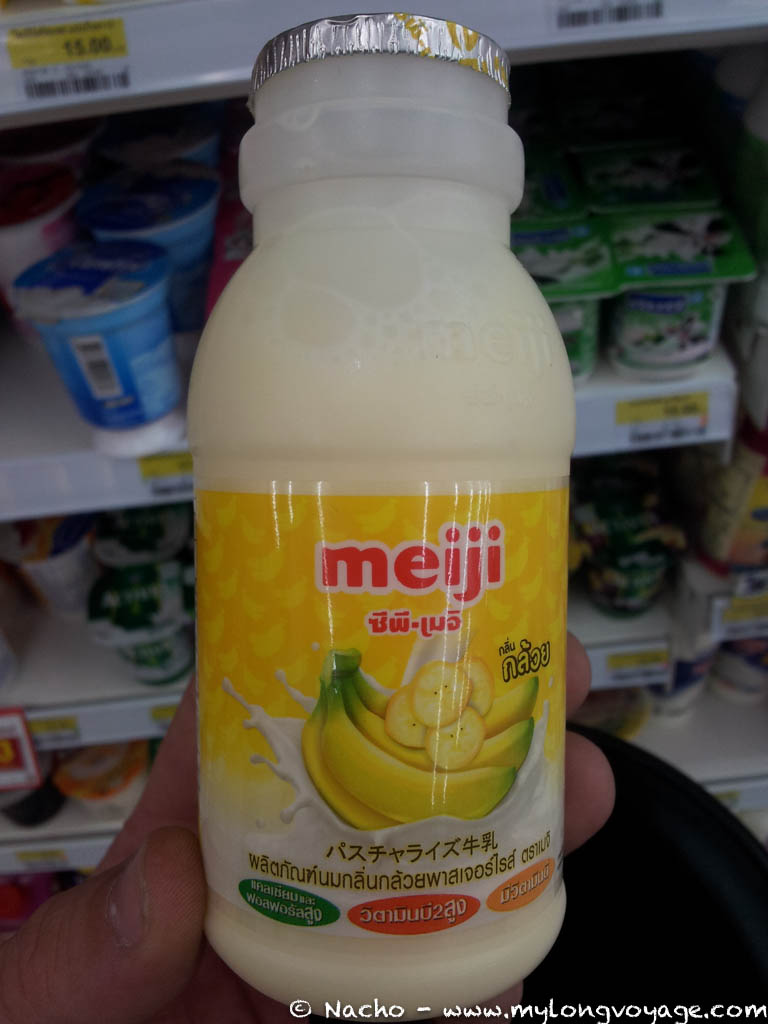 15.00
meiji
meiji
ซีพี-เมจิ
กลิ่น
กล้วย
パスチャライズ牛乳
ผลิตภัณฑ์นมกลิ่นกล้วยพาสเจอร์ไรส์ ตราเมจิ
แคลเซียมและ
ฟอสฟอรัสสูง
วิตามินบี2สูง
มีวิตามินดี
© Nacho - www.mylongvoyage.com